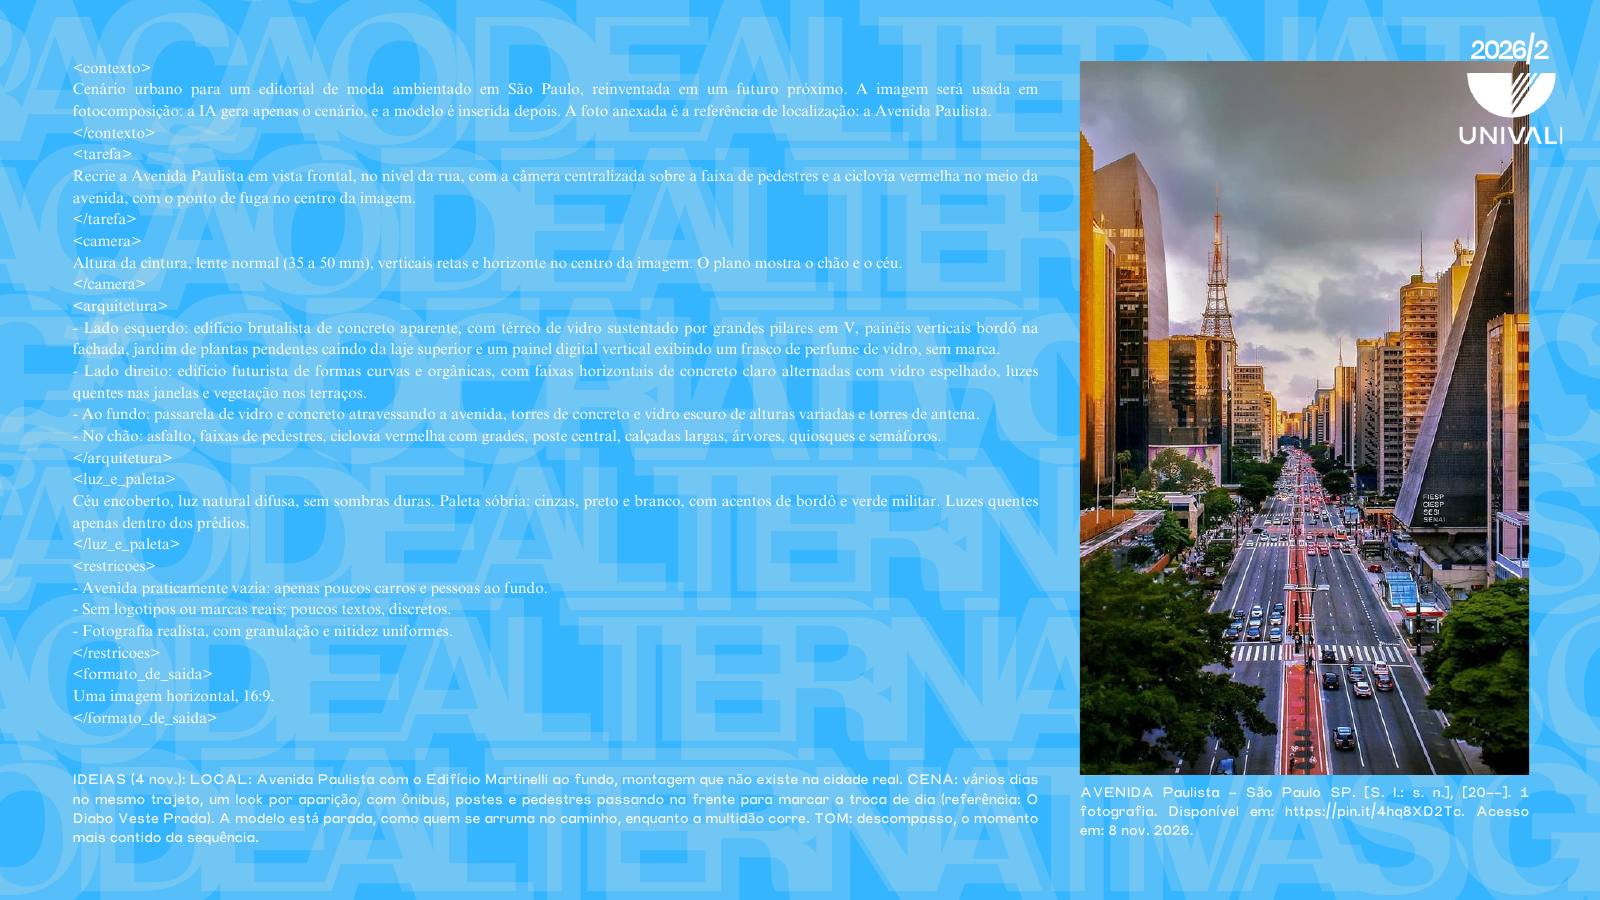 <contexto>
Cenário urbano para um editorial de moda ambientado em São Paulo, reinventada em um futuro próximo. A imagem será usada em
fotocomposição: a IA gera apenas o cenário, e a modelo é inserida depois. A foto anexada é a referência de localização: a Avenida Paulista.
</contexto>
<tarefa>
Recrie a Avenida Paulista em vista frontal, no nível da rua, com a câmera centralizada sobre a faixa de pedestres e a ciclovia vermelha no meio da
avenida, com o ponto de fuga no centro da imagem.
</tarefa>
<camera>
Altura da cintura, lente normal (35 a 50 mm), verticais retas e horizonte no centro da imagem. O plano mostra o chão e o céu.
</camera>
<arquitetura>
- Lado esquerdo: edifício brutalista de concreto aparente, com térreo de vidro sustentado por grandes pilares em V, painéis verticais bordô na
fachada, jardim de plantas pendentes caindo da laje superior e um painel digital vertical exibindo um frasco de perfume de vidro, sem marca.
- Lado direito: edifício futurista de formas curvas e orgânicas, com faixas horizontais de concreto claro alternadas com vidro espelhado, luzes
quentes nas janelas e vegetação nos terraços.
- Ao fundo: passarela de vidro e concreto atravessando a avenida, torres de concreto e vidro escuro de alturas variadas e torres de antena.
- No chão: asfalto, faixas de pedestres, ciclovia vermelha com grades, poste central, calçadas largas, árvores, quiosques e semáforos.
</arquitetura>
<luz_e_paleta>
Céu encoberto, luz natural difusa, sem sombras duras. Paleta sóbria: cinzas, preto e branco, com acentos de bordô e verde militar. Luzes quentes
apenas dentro dos prédios.
</luz_e_paleta>
<restricoes>
- Avenida praticamente vazia: apenas poucos carros e pessoas ao fundo.
- Sem logotipos ou marcas reais; poucos textos, discretos.
- Fotografia realista, com granulação e nitidez uniformes.
</restricoes>
<formato_de_saida>
Uma imagem horizontal, 16:9.
</formato_de_saida>
IDEIAS (4 nov.): LOCAL: Avenida Paulista com o Edifício Martinelli ao fundo, montagem que não existe na cidade real. CENA: vários dias
no mesmo trajeto, um look por aparição, com ônibus, postes e pedestres passando na frente para marcar a troca de dia (referência: O
Diabo Veste Prada). A modelo está parada, como quem se arruma no caminho, enquanto a multidão corre. TOM: descompasso, o momento
mais contido da sequência.
2026/2
UNIVALI
FIESP
CIESP
SESI
SENAI
AVENIDA Paulista – São Paulo SP. [S. l.: s. n.], [20--]. 1
fotografia. Disponível em: https://pin.it/4hq8XD2Tc. Acesso
em: 8 nov. 2026.